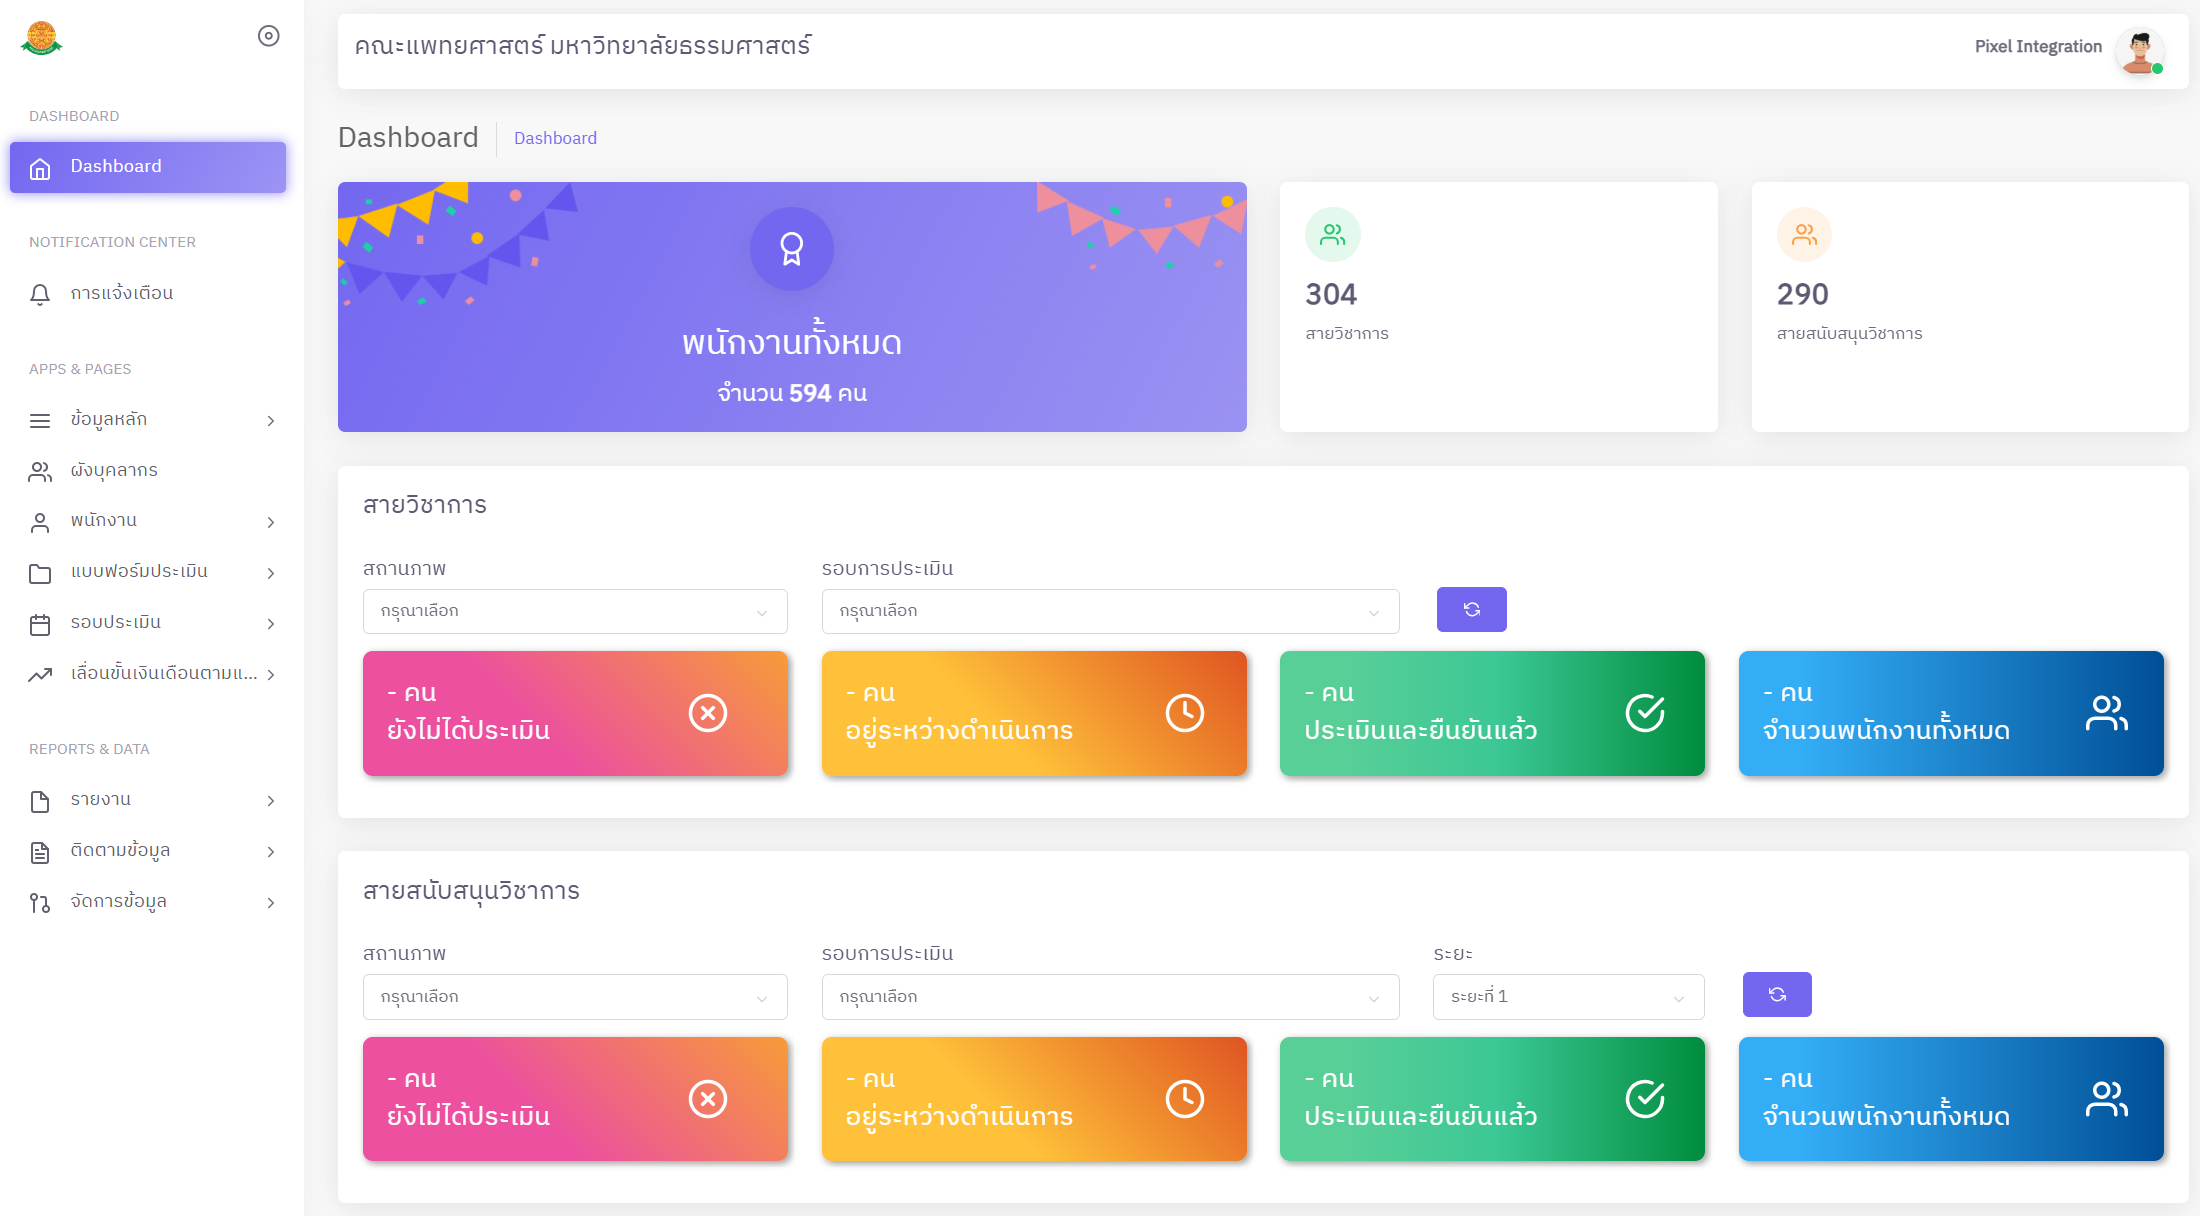 คณะแพทยศาสตร์ มหาวิทยาลัยธรรมศาสตร์
Pixel Integration
DASHBOARD
Dashboard
NOTIFICATION CENTER
การแจ้งเตือน
APPS & PAGES
ข้อมูลหลัก
ผังบุคลากร
พนักงาน
แบบฟอร์มประเมิน
รอบประเมิน
เลื่อนขั้นเงินเดือนตามแ...
REPORTS & DATA
รายงาน
ติดตามข้อมูล
จัดการข้อมูล
Dashboard
Dashboard
พนักงานทั้งหมด
จำนวน 594 คน
304
สายวิชาการ
290
สายสนับสนุนวิชาการ
สายวิชาการ
สถานภาพ
รอบการประเมิน
กรุณาเลือก
กรุณาเลือก
- คน
ยังไม่ได้ประเมิน
- คน
อยู่ระหว่างดำเนินการ
- คน
ประเมินและยืนยันแล้ว
- คน
จำนวนพนักงานทั้งหมด
สายสนับสนุนวิชาการ
สถานภาพ
รอบการประเมิน
ระยะ
กรุณาเลือก
กรุณาเลือก
ระยะที่ 1
- คน
ยังไม่ได้ประเมิน
- คน
อยู่ระหว่างดำเนินการ
- คน
ประเมินและยืนยันแล้ว
- คน
จำนวนพนักงานทั้งหมด